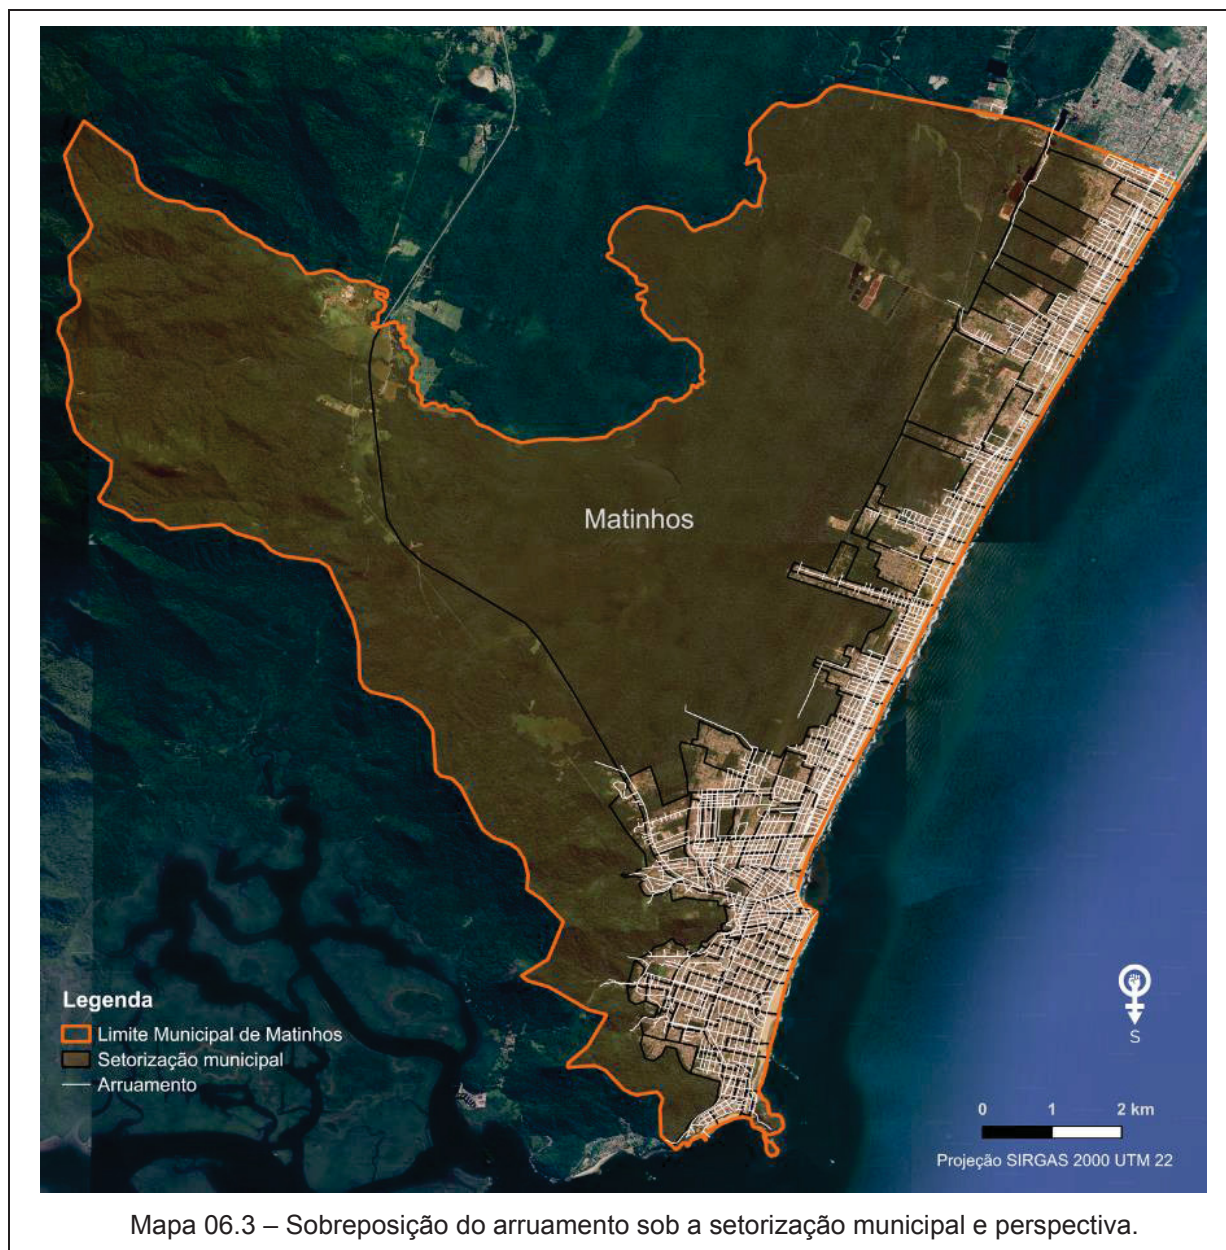 Matinhos
Legenda
Limite Municipal de Matinhos
Setorização municipal
Arruamento
S
0 1 2 km
Projeção SIRGAS 2000 UTM 22
Mapa 06.3 – Sobreposição do arruamento sob a setorização municipal e perspectiva.